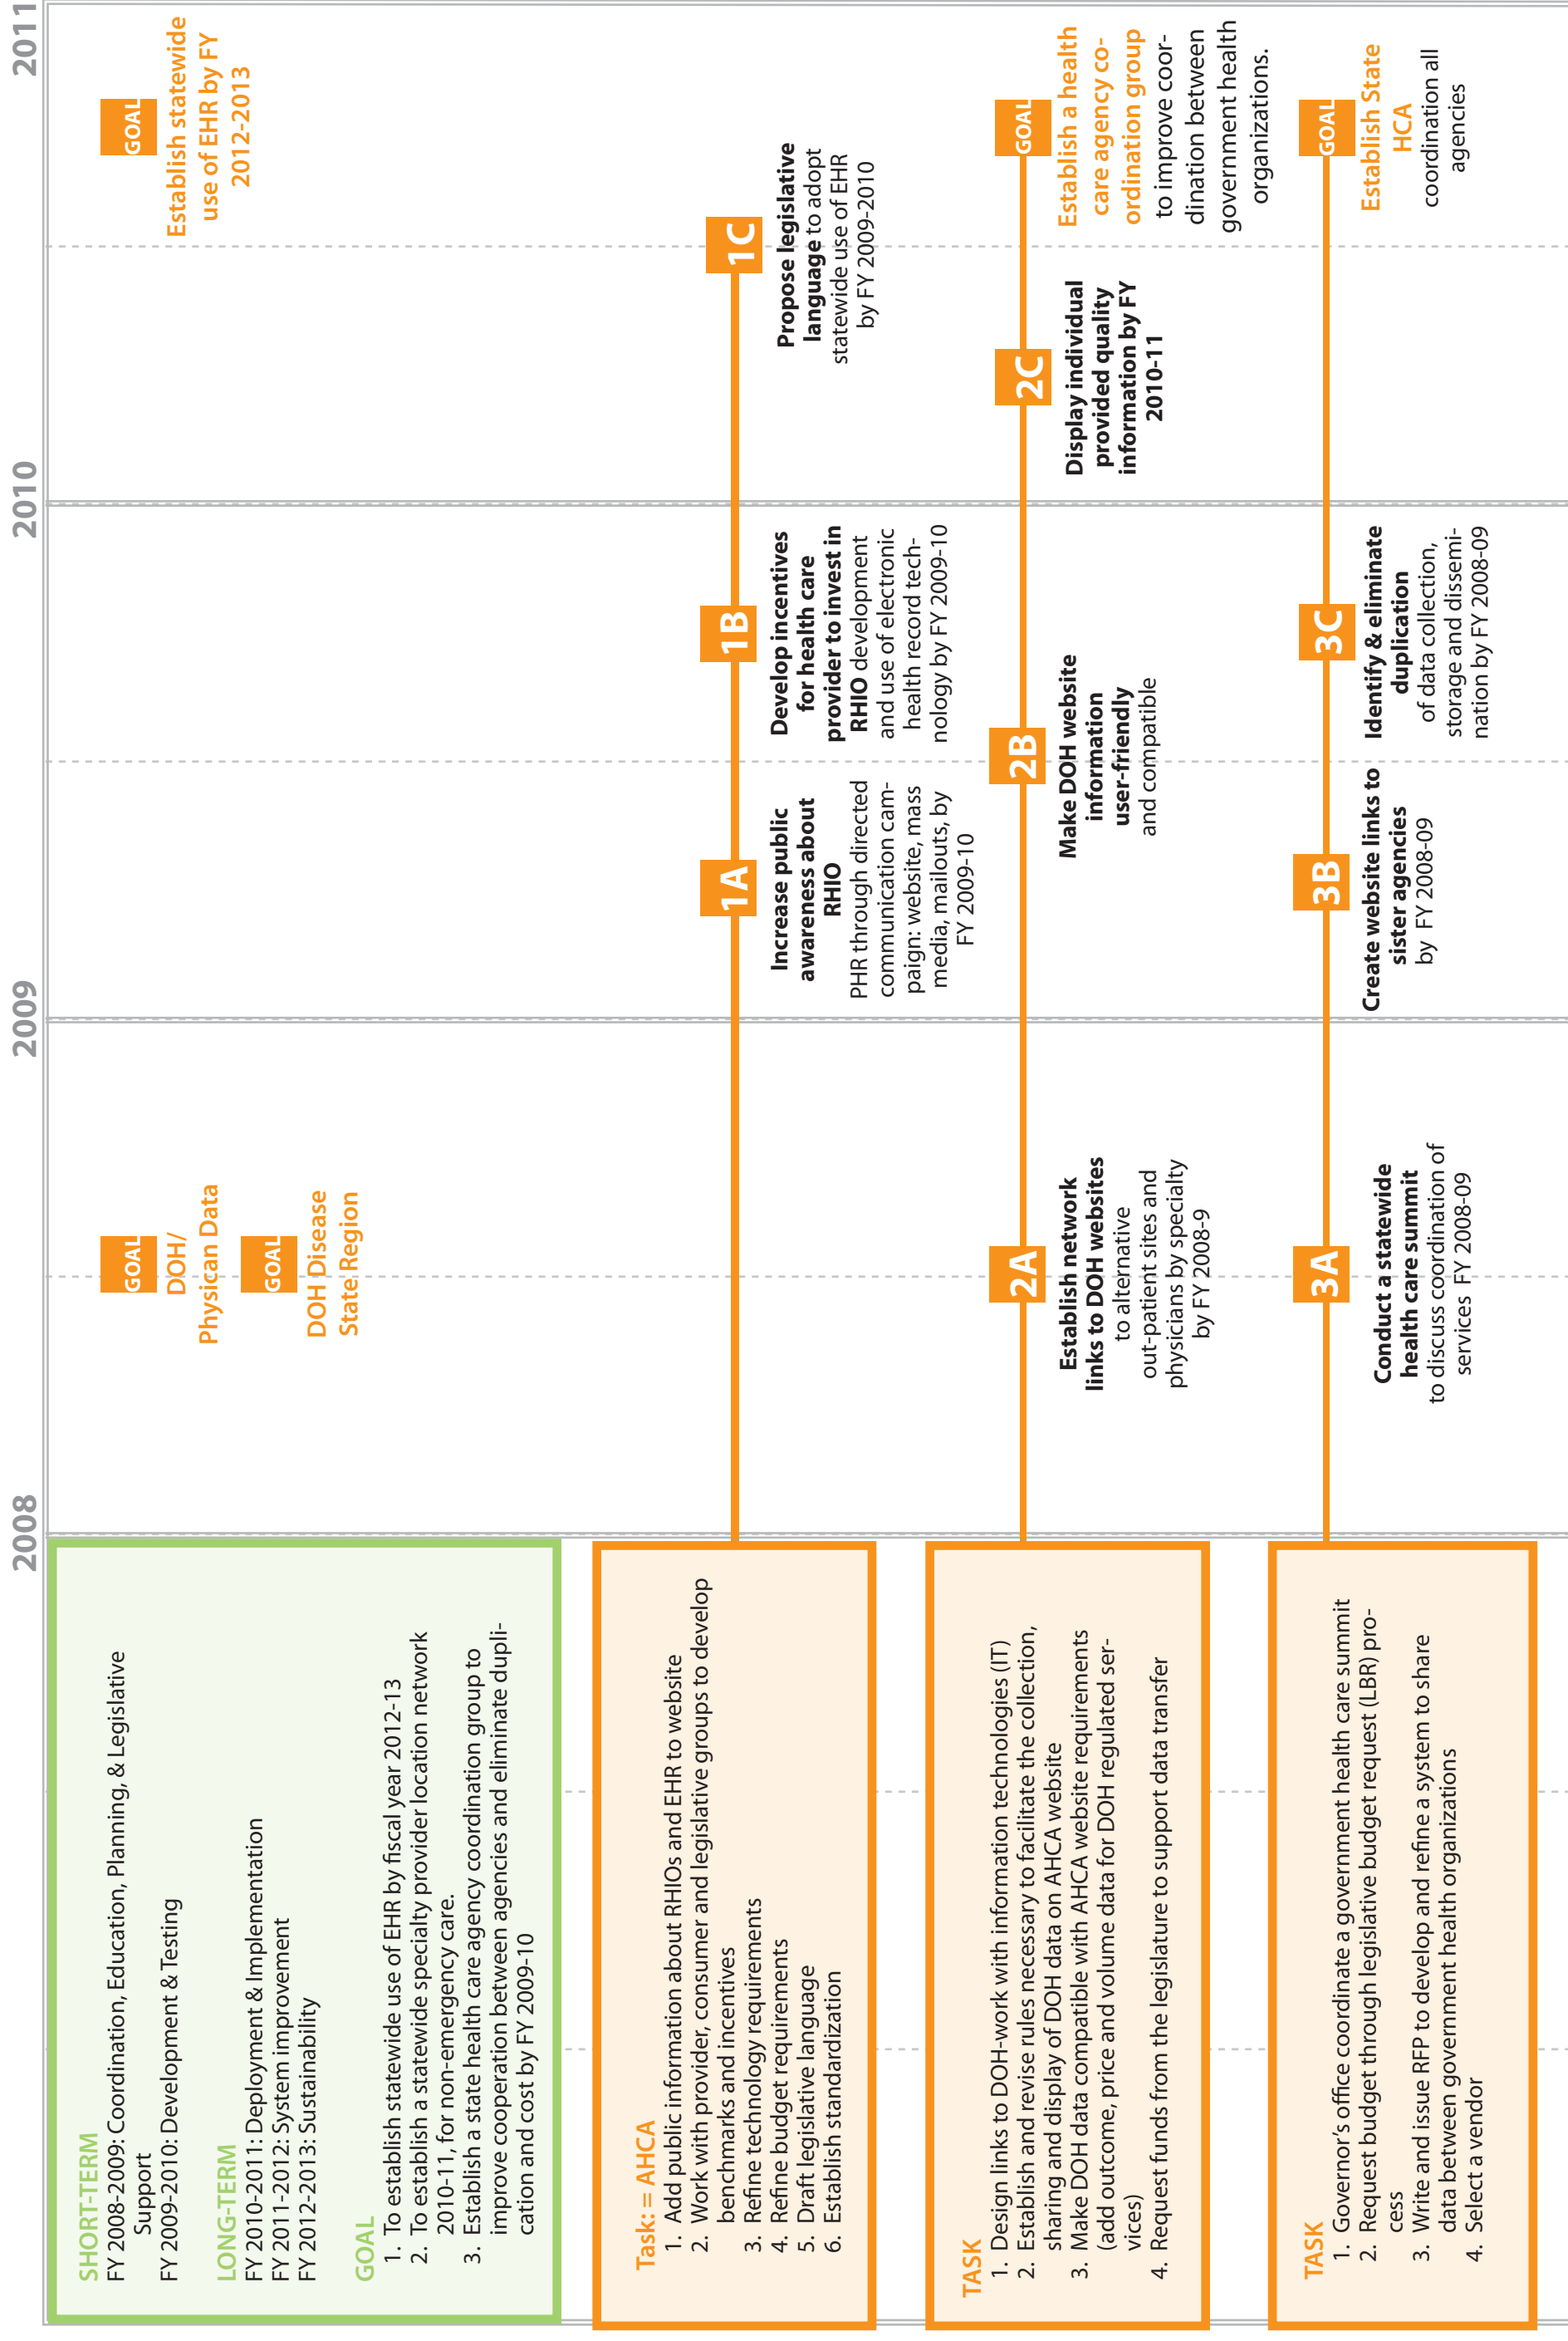 2008
2009
2010
2011
SHORT-TERM
FY 2008-2009: Coordination, Education, Planning, & Legislative
Support
FY 2009-2010: Development & Testing
LONG-TERM
FY 2010-2011: Deployment & Implementation
FY 2011-2012: System improvement
FY 2012-2013: Sustainability
GOAL
1. To establish statewide use of EHR by fiscal year 2012-13
2. To establish a statewide specialty provider location network
2010-11, for non-emergency care.
3. Establish a state health care agency coordination group to
improve cooperation between agencies and eliminate dupli-
cation and cost by FY 2009-10
GOAL
DOH/
Physican Data
GOAL
DOH Disease
State Region
GOAL
Establish statewide
use of EHR by FY
2012-2013
Task: = AHCA
1. Add public information about RHIOs and EHR to website
2. Work with provider, consumer and legislative groups to develop
benchmarks and incentives
3. Refine technology requirements
4. Refine budget requirements
5. Draft legislative language
6. Establish standardization
1A
Increase public
awareness about
RHIO
PHR through directed
communication cam-
paign: website, mass
media, mailouts, by
FY 2009-10
1B
Develop incentives
for health care
provider to invest in
RHIO development
and use of electronic
health record tech-
nology by FY 2009-10
1C
Propose legislative
language to adopt
statewide use of EHR
by FY 2009-2010
TASK
1. Design links to DOH-work with information technologies (IT)
2. Establish and revise rules necessary to facilitate the collection,
sharing and display of DOH data on AHCA website
3. Make DOH data compatible with AHCA website requirements
(add outcome, price and volume data for DOH regulated ser-
vices)
4. Request funds from the legislature to support data transfer
2A
Establish network
links to DOH websites
to alternative
out-patient sites and
physicians by specialty
by FY 2008-9
2B
Make DOH website
information
user-friendly
and compatible
2C
Display individual
provided quality
information by FY
2010-11
GOAL
Establish a health
care agency co-
ordination group
to improve coor-
dination between
government health
organizations.
TASK
1. Governor's office coordinate a government health care summit
2. Request budget through legislative budget request (LBR) pro-
cess
3. Write and issue RFP to develop and refine a system to share
data between government health organizations
4. Select a vendor
3A
Conduct a statewide
health care summit
to discuss coordination of
services FY 2008-09
3B
Create website links to
sister agencies
by FY 2008-09
3C
Identify & eliminate
duplication
of data collection,
storage and dissemi-
nation by FY 2008-09
GOAL
Establish State
HCA
coordination all
agencies